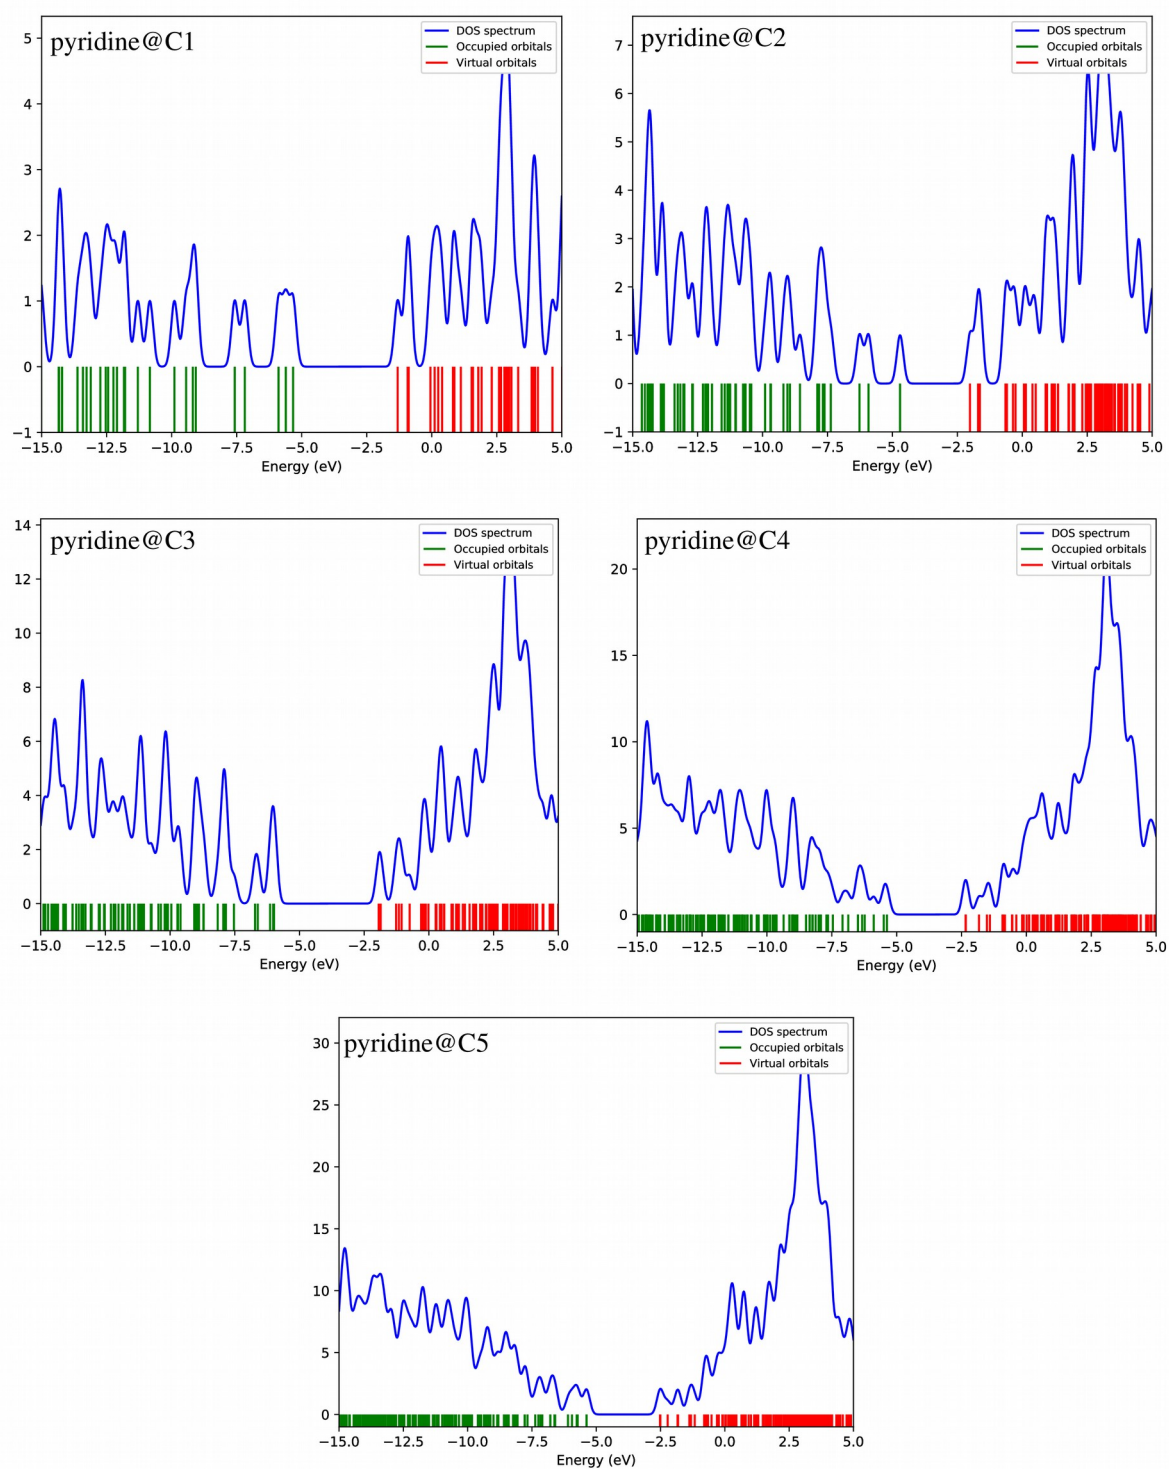 pyridine@C1
DOS spectrum
Occupied orbitals
Virtual orbitals
5
4
3
2
1
0
−1
−15.0 −12.5 −10.0 −7.5 −5.0 −2.5 0.0 2.5 5.0
Energy (eV)
pyridine@C2
DOS spectrum
Occupied orbitals
Virtual orbitals
7
6
5
4
3
2
1
0
−1
−15.0 −12.5 −10.0 −7.5 −5.0 −2.5 0.0 2.5 5.0
Energy (eV)
pyridine@C3
DOS spectrum
Occupied orbitals
Virtual orbitals
14
12
10
8
6
4
2
0
−15.0 −12.5 −10.0 −7.5 −5.0 −2.5 0.0 2.5 5.0
Energy (eV)
pyridine@C4
DOS spectrum
Occupied orbitals
Virtual orbitals
20
15
10
5
0
−15.0 −12.5 −10.0 −7.5 −5.0 −2.5 0.0 2.5 5.0
Energy (eV)
pyridine@C5
DOS spectrum
Occupied orbitals
Virtual orbitals
30
25
20
15
10
5
0
−15.0 −12.5 −10.0 −7.5 −5.0 −2.5 0.0 2.5 5.0
Energy (eV)